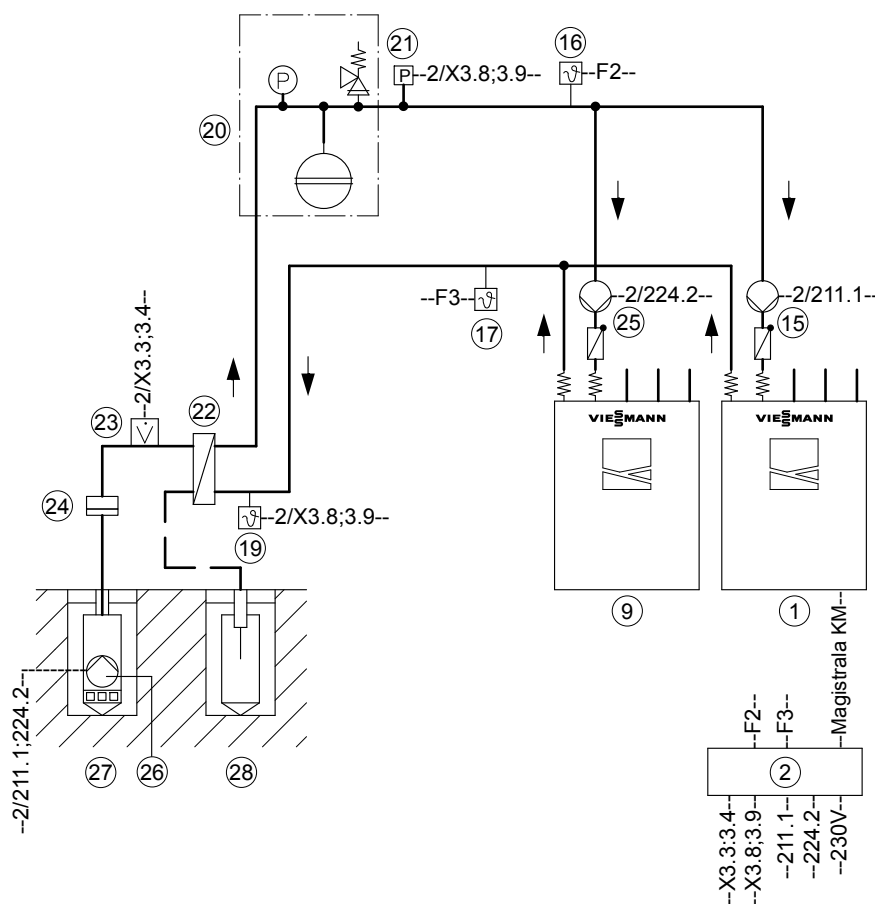 21
16
P
P
--2/X3.8;3.9--
ϑ
--F2--
20
--F3--
ϑ
17
--2/224.2--
25
--2/211.1--
15
--2/X3.3;3.4--
23
22
24
ϑ
--2/X3.8;3.9--
19
VIESSMANN
VIESSMANN
9
1
--2/211.1;224.2--
27
26
28
--F2--
--F3--
--Magistrala KM--
2
--X3.3:3.4
--X3.8;3.9
--211.1--
--224.2--
--230V--